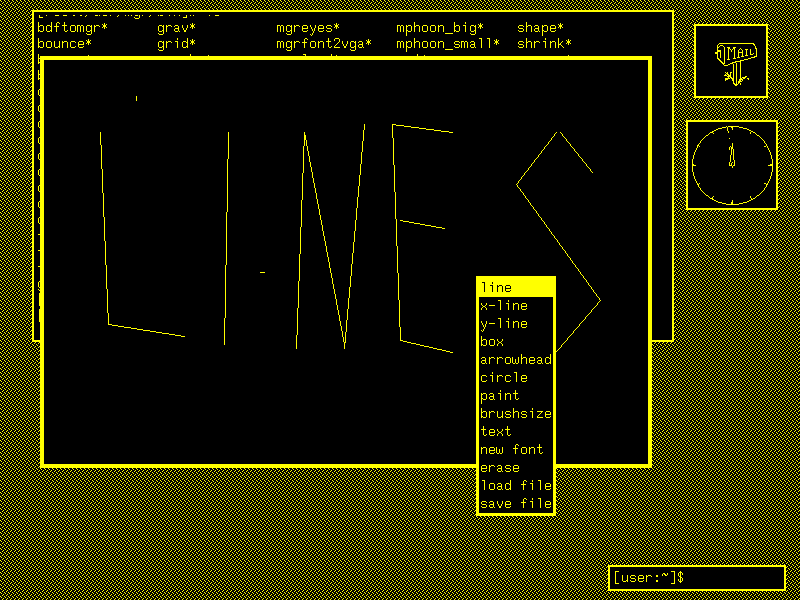 bdftomgr* grav* mgreyes* mphoon_big* shape*
bounce* grid* mgrfont2vga* mphoon_small* shrink*
MAIL
LINES
line
x-line
y-line
box
arrowhead
circle
paint
brushsize
text
new font
erase
load file
save file
[user:~]$